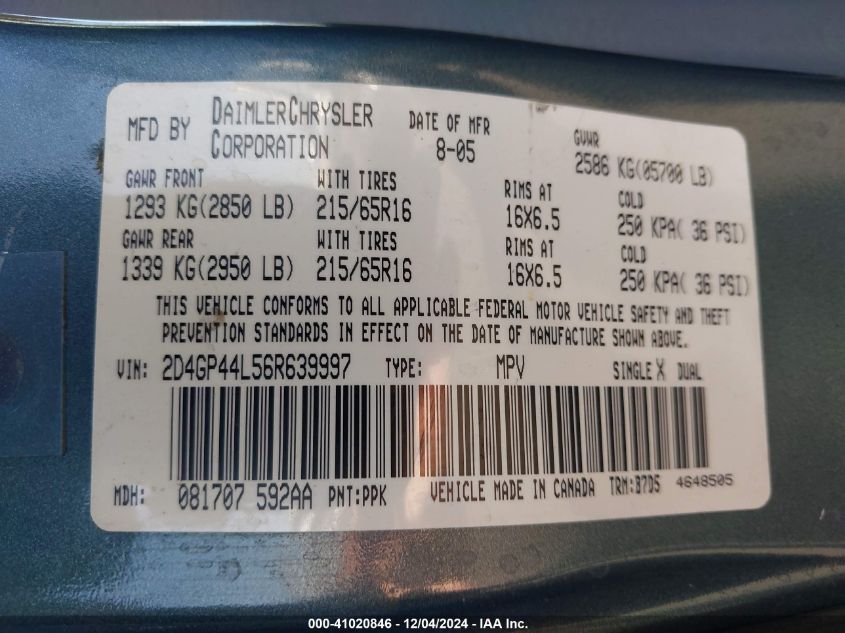 MFD BY DAIMLERCHRYSLER CORPORATION DATE OF MFR 8-05 GVWR 2586 KG(05700 LB)
GAWR FRONT WITH TIRES RIMS AT COLD
1293 KG(2850 LB) 215/65R16 16X6.5 250 KPA( 36 PSI)
GAWR REAR WITH TIRES RIMS AT COLD
1339 KG(2950 LB) 215/65R16 16X6.5 250 KPA( 36 PSI)
THIS VEHICLE CONFORMS TO ALL APPLICABLE FEDERAL MOTOR VEHICLE SAFETY AND THEFT
PREVENTION STANDARDS IN EFFECT ON THE DATE OF MANUFACTURE SHOWN ABOVE.
VIN: 2D4GP44L56R639997 TYPE: MPV SINGLE X DUAL
MDH: 081707 592AA PNT:PPK VEHICLE MADE IN CANADA TRM:B7D5 4648505
000-41020846 - 12/04/2024 - IAAI.com